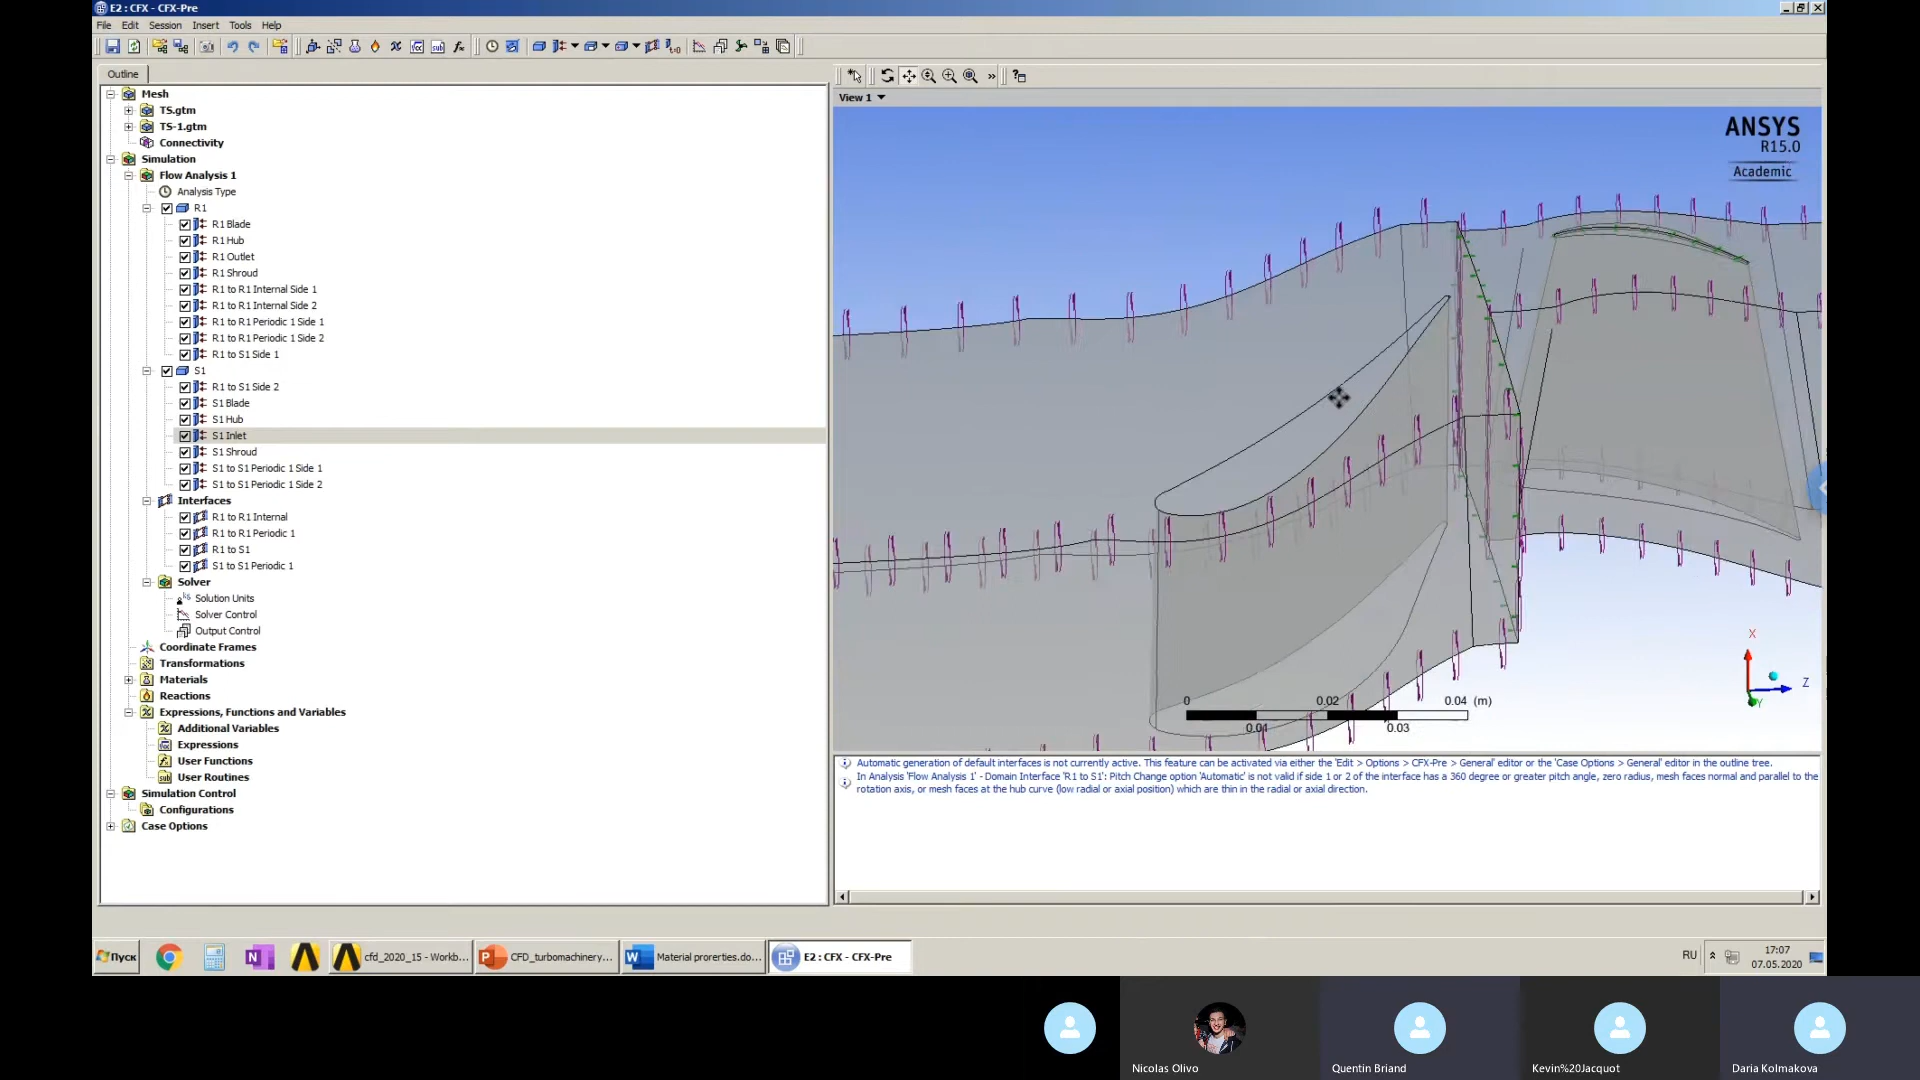 E2 : CFX - CFX-Pre
File Edit Session Insert Tools Help
Outline
Mesh
TS.gtm
TS-1.gtm
Connectivity
Simulation
Flow Analysis 1
Analysis Type
R1
R1 Blade
R1 Hub
R1 Outlet
R1 Shroud
R1 to R1 Internal Side 1
R1 to R1 Internal Side 2
R1 to R1 Periodic 1 Side 1
R1 to R1 Periodic 1 Side 2
R1 to S1 Side 1
S1
R1 to S1 Side 2
S1 Blade
S1 Hub
S1 Inlet
S1 Shroud
S1 to S1 Periodic 1 Side 1
S1 to S1 Periodic 1 Side 2
Interfaces
R1 to R1 Internal
R1 to R1 Periodic 1
R1 to S1
S1 to S1 Periodic 1
Solver
Solution Units
Solver Control
Output Control
Coordinate Frames
Transformations
Materials
Reactions
Expressions, Functions and Variables
Additional Variables
Expressions
User Functions
User Routines
Simulation Control
Configurations
Case Options
View 1
ANSYS
R15.0
Academic
X
Z
Y
0 0.02 0.04 (m)
0.01 0.03
Automatic generation of default interfaces is not currently active. This feature can be activated via either the 'Edit > Options > CFX-Pre > General' editor or the 'Case Options > General' editor in the outline tree.
In Analysis 'Flow Analysis 1' - Domain Interface 'R1 to S1': Pitch Change option 'Automatic' is not valid if side 1 or 2 of the interface has a 360 degree or greater pitch angle, zero radius, mesh faces normal and parallel to the
rotation axis, or mesh faces at the hub curve (low radial or axial position) which are thin in the radial or axial direction.
Пуск
cfd_2020_15 - Workb...
CFD_turbomachinery...
Material prorerties.do...
E2 : CFX - CFX-Pre
RU
17:07
07.05.2020
Nicolas Olivo
Quentin Briand
Kevin%20Jacquot
Daria Kolmakova